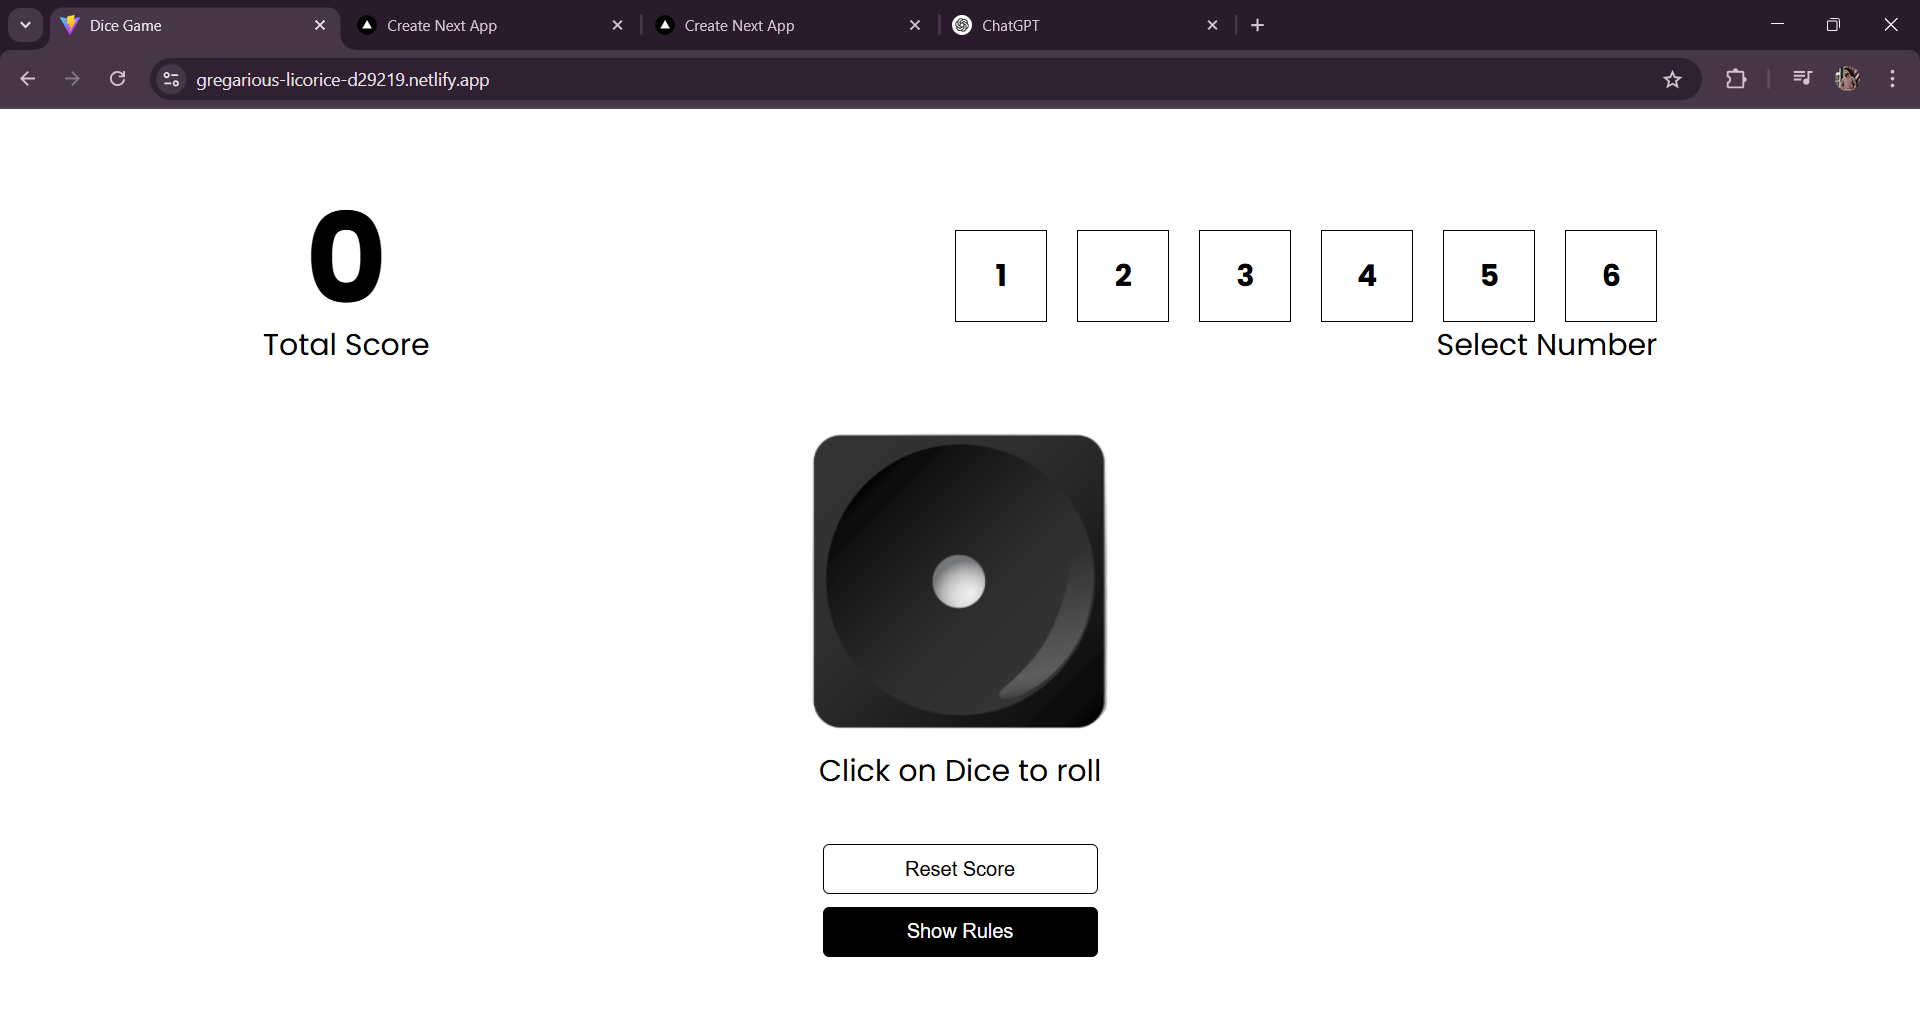 Dice Game
Create Next App
Create Next App
ChatGPT
gregarious-licorice-d29219.netlify.app
0
Total Score
1 2 3 4 5 6
Select Number
Click on Dice to roll
Reset Score
Show Rules